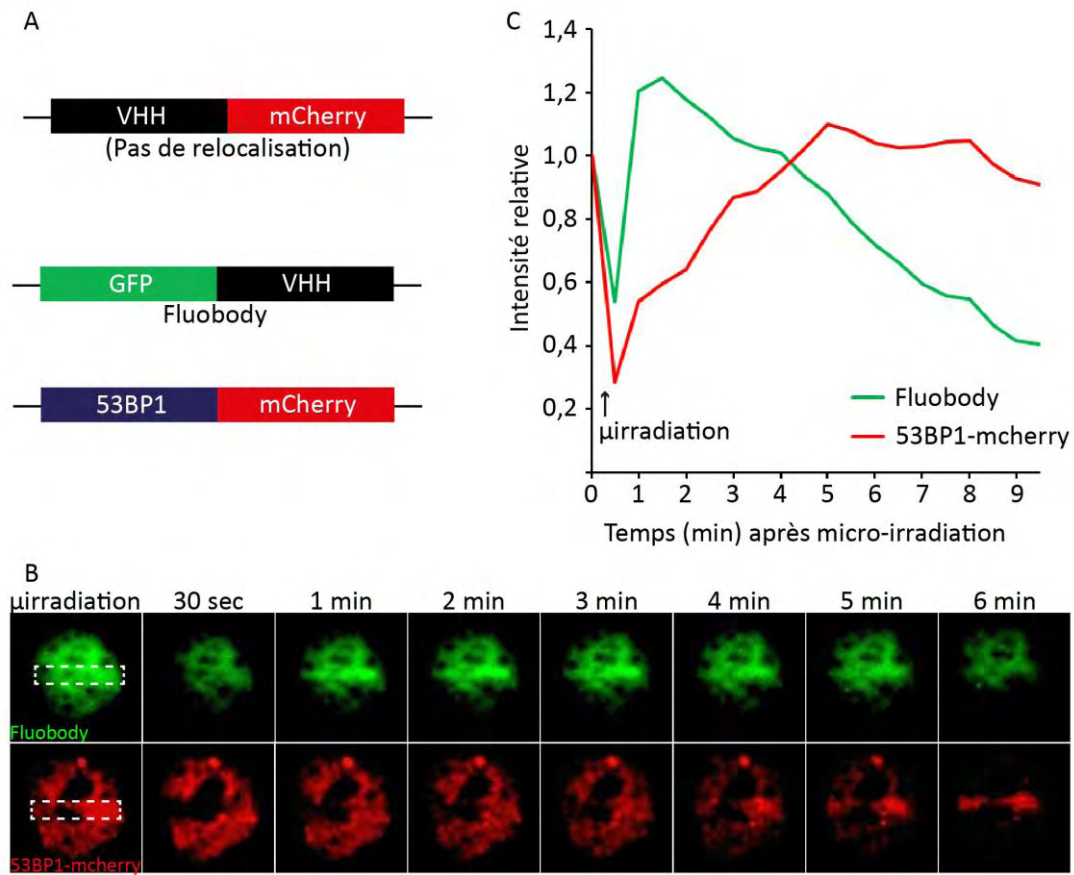 A
VHH mCherry
(Pas de relocalisation)
GFP VHH
Fluobody
53BP1 mCherry
C
1,4
1,2
1,0
0,8
0,6
0,4
0,2
Intensité relative
µirradiation
Fluobody
53BP1-mcherry
0 1 2 3 4 5 6 7 8 9
Temps (min) après micro-irradiation
B
µirradiation 30 sec 1 min 2 min 3 min 4 min 5 min 6 min
Fluobody
53BP1-mcherry